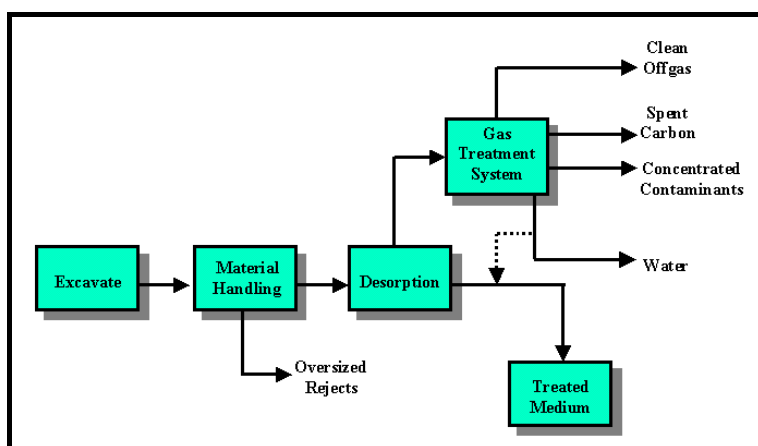 Clean
Offgas
Spent
Carbon
Gas
Treatment
System
Concentrated
Contaminants
Water
Excavate
Material
Handling
Desorption
Oversized
Rejects
Treated
Medium